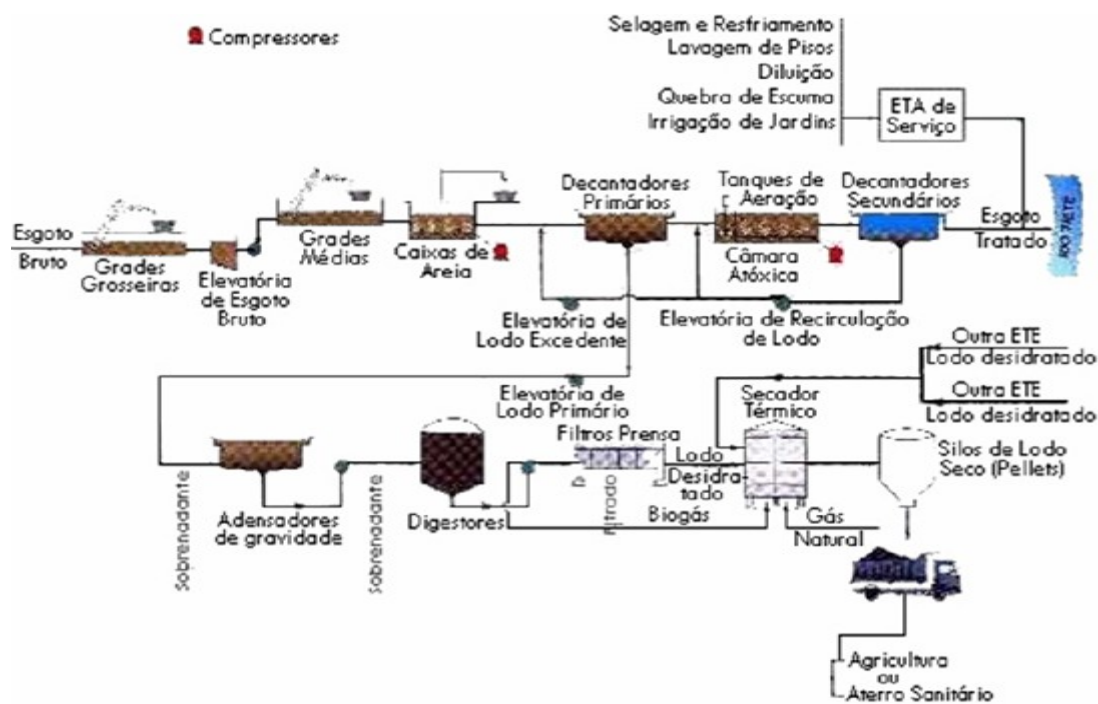 Compressores
Selagem e Resfriamento
Lavagem de Pisos
Diluição
Quebra de Escuma
Irrigação de Jardins
ETA de
Serviço
Esgoto
Bruto
Grades
Grosseiras
Elevatória
de Esgoto
Bruto
Grades
Médias
Caixas de
Areia
Decantadores
Primários
Tanques de
Aeração
Câmara
Atóxica
Decantadores
Secundários
Esgoto
Tratado
RIO TIETE
Elevatória de
Lodo Excedente
Elevatória de Recirculação
de Lodo
Outra ETE
Lodo desidratado
Outra ETE
Lodo desidratado
Elevatória de
Lodo Primário
Secador
Térmico
sobrenadante
Adensadores
de gravidade
sobrenadante
Digestores
Filtros Prensa
filtrado
Lodo
Desidra-
tado
Biogás
Gás
Natural
Silos de Lodo
Seco (Pellets)
Agricultura
ou
Aterro Sanitário